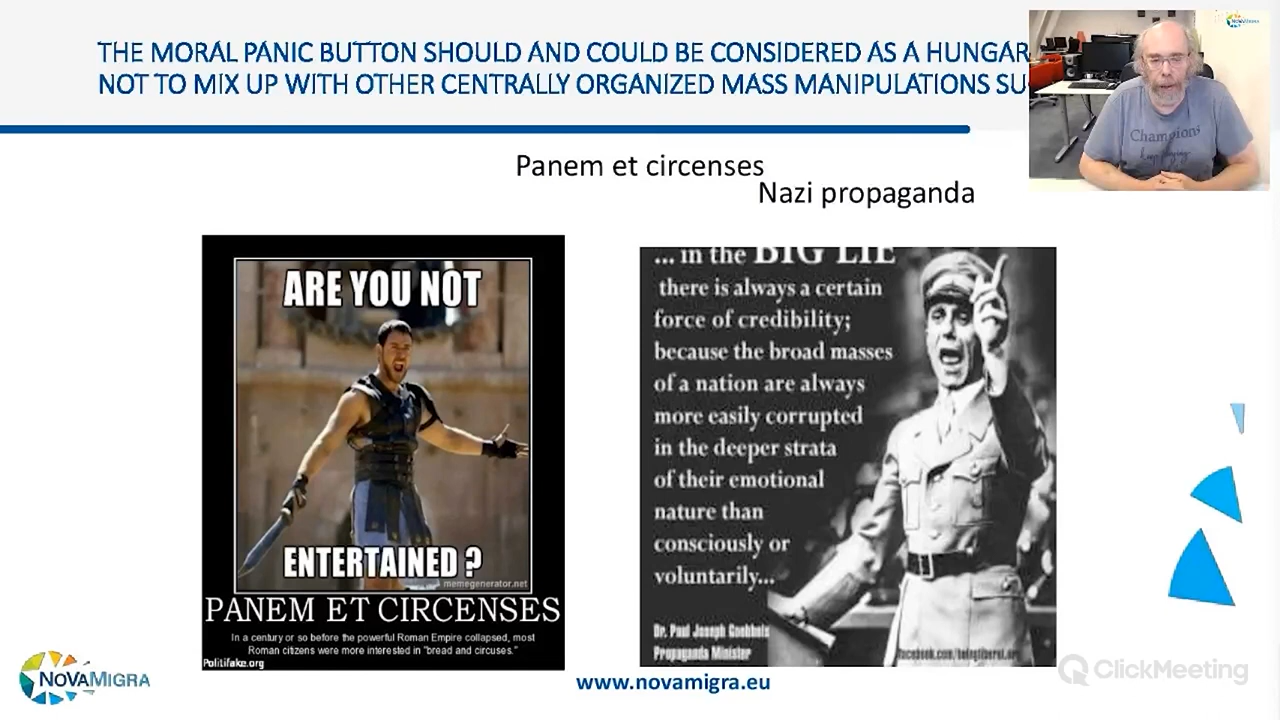 THE MORAL PANIC BUTTON SHOULD AND COULD BE CONSIDERED AS A HUNGAR
NOT TO MIX UP WITH OTHER CENTRALLY ORGANIZED MASS MANIPULATIONS SU
Panem et circenses
Nazi propaganda
Champions
ARE YOU NOT
ENTERTAINED?
memegenerator.net
PANEM ET CIRCENSES
In a century or so before the powerful Roman Empire collapsed, most
Roman citizens were more interested in "bread and circuses."
Politifake.org
... in the BIG LIE
there is always a certain
force of credibility;
because the broad masses
of a nation are always
more easily corrupted
in the deeper strata
of their emotional
nature than
consciously or
voluntarily...
Dr. Paul Joseph Goebbels
Propaganda Minister
facebook.com/beingliberal.org
NOVAMIGRA
www.novamigra.eu
ClickMeeting